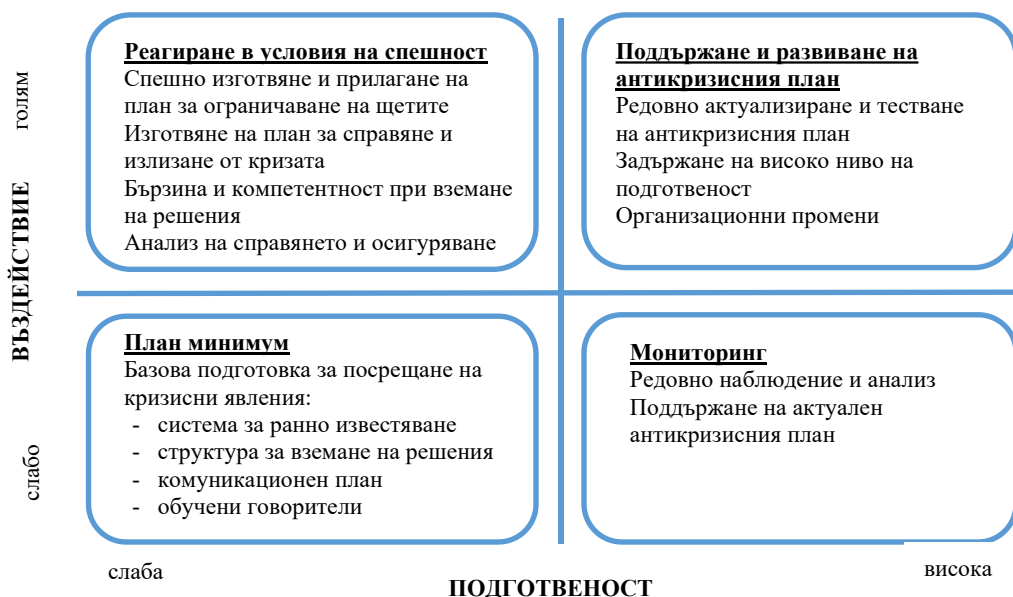 Реагиране в условия на спешност
Спешно изготвяне и прилагане на
план за ограничаване на щетите
Изготвяне на план за справяне и
излизане от кризата
Бързина и компетентност при вземане
на решения
Анализ на справянето и осигуряване
Поддържане и развиване на
антикризисния план
Редовно актуализиране и тестване
на антикризисния план
Задържане на високо ниво на
подготвеност
Организационни промени
голям
ВЪЗДЕЙСТВИЕ
слабо
План минимум
Базова подготовка за посрещане на
кризисни явления:
- система за ранно известяване
- структура за вземане на решения
- комуникационен план
- обучени говорители
Мониторинг
Редовно наблюдение и анализ
Поддържане на актуален
антикризисния план
слаба
ПОДГОТВЕНОСТ
висока